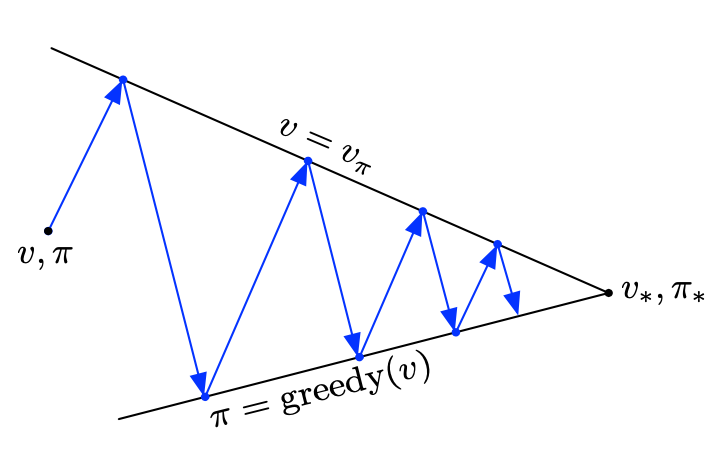 v = v_π
v, π
v_*, π_*
π = greedy(v)